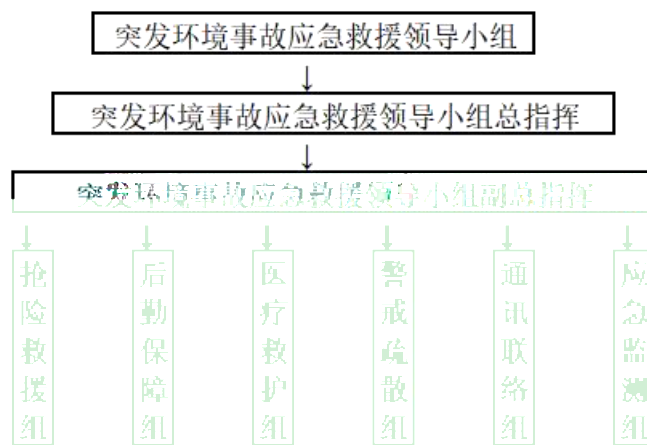 突发环境事故应急救援领导小组
↓
突发环境事故应急救援领导小组总指挥
↓
突发环境事故应急救援领导小组副总指挥
抢险救援组
后勤保障组
医疗救护组
警戒疏散组
通讯联络组
应急监测组